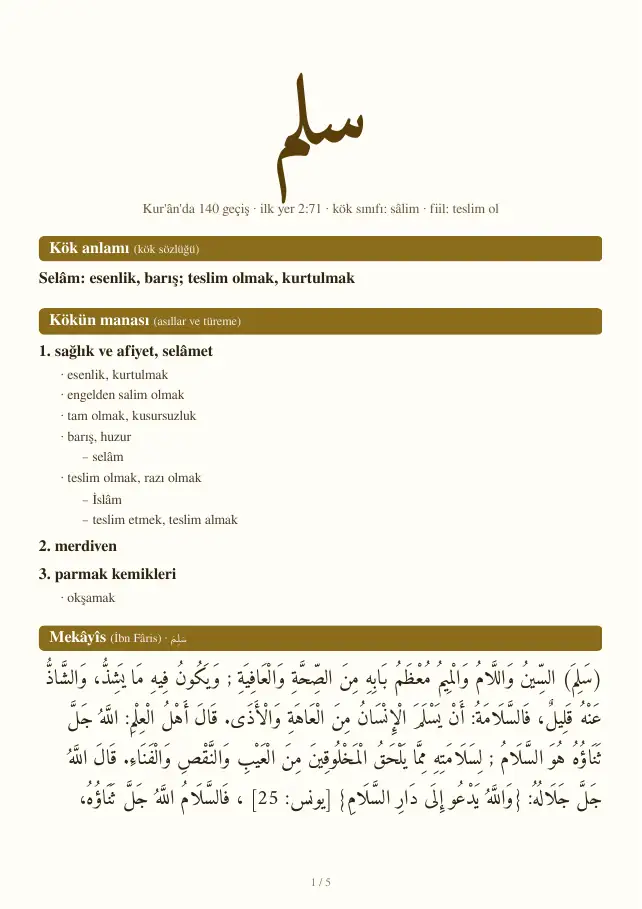 سلم
Kur'ân'da 140 geçiş · ilk yer 2:71 · kök sınıfı: sâlim · fiil: teslim ol
Kök anlamı (kök sözlüğü)
Selâm: esenlik, barış; teslim olmak, kurtulmak
Kökün manası (asıllar ve türeme)
1. sağlık ve afiyet, selâmet
· esenlik, kurtulmak
· engelden salim olmak
· tam olmak, kusursuzluk
· barış, huzur
– selâm
· teslim olmak, razı olmak
– İslâm
– teslim etmek, teslim almak
2. merdiven
3. parmak kemikleri
· okşamak
Mekâyîs (İbn Fâris) · سَلِمَ
(سَلِمَ) السِّينُ وَاللَّامُ وَالْمِيمُ مُعْظَمُ بَابِهِ مِنَ الصِّحَّةِ وَالْعَافِيَةِ ; وَيَكُونُ فِيهِ مَا يَشِذُّ، وَالشَّاذُّ
عَنْهُ قَلِيلٌ، فَالسَّلَامَةُ: أَنْ يَسْلَمَ الْإِنْسَانُ مِنَ الْعَاهَةِ وَالْأَذَى. قَالَ أَهْلُ الْعِلْمِ: اللَّهُ جَلَّ
ثَنَاؤُهُ هُوَ السَّلَامُ ; لِسَلَامَتِهِ مِمَّا يَلْحَقُ الْمَخْلُوقِينَ مِنَ الْعَيْبِ وَالنَّقْصِ وَالْفَنَاءِ. قَالَ اللَّهُ
جَلَّ جَلَالُهُ: {وَاللَّهُ يَدْعُو إِلَى دَارِ السَّلَامِ} [يونس: 25] ، فَالسَّلَامُ اللَّهُ جَلَّ ثَنَاؤُهُ،
1 / 5